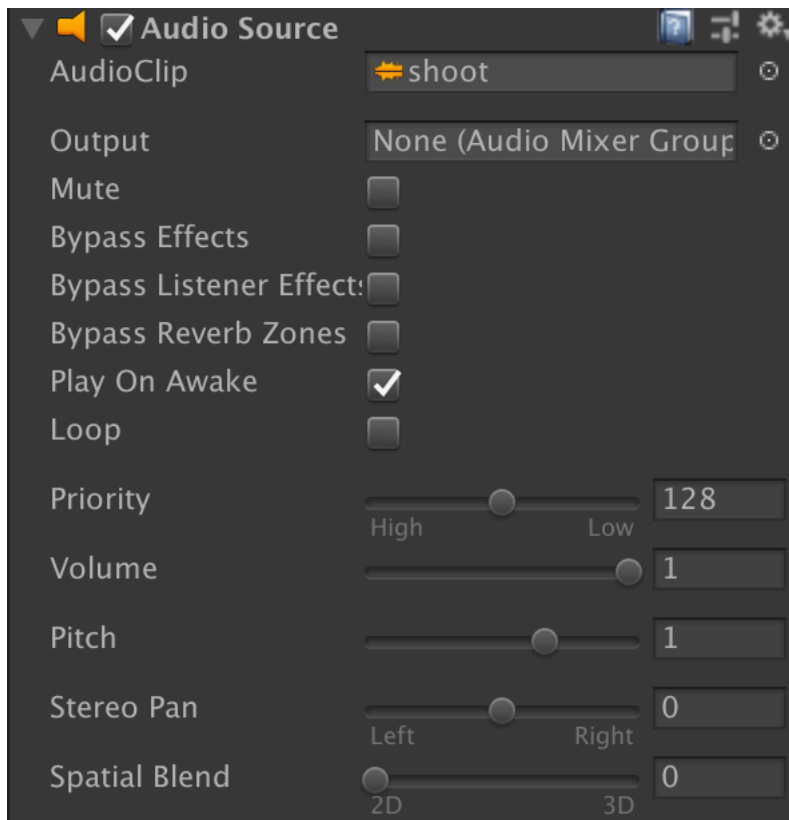 Audio Source
AudioClip shoot
Output None (Audio Mixer Group
Mute
Bypass Effects
Bypass Listener Effects
Bypass Reverb Zones
Play On Awake
Loop
Priority 128
High Low
Volume 1
Pitch 1
Stereo Pan 0
Left Right
Spatial Blend 0
2D 3D